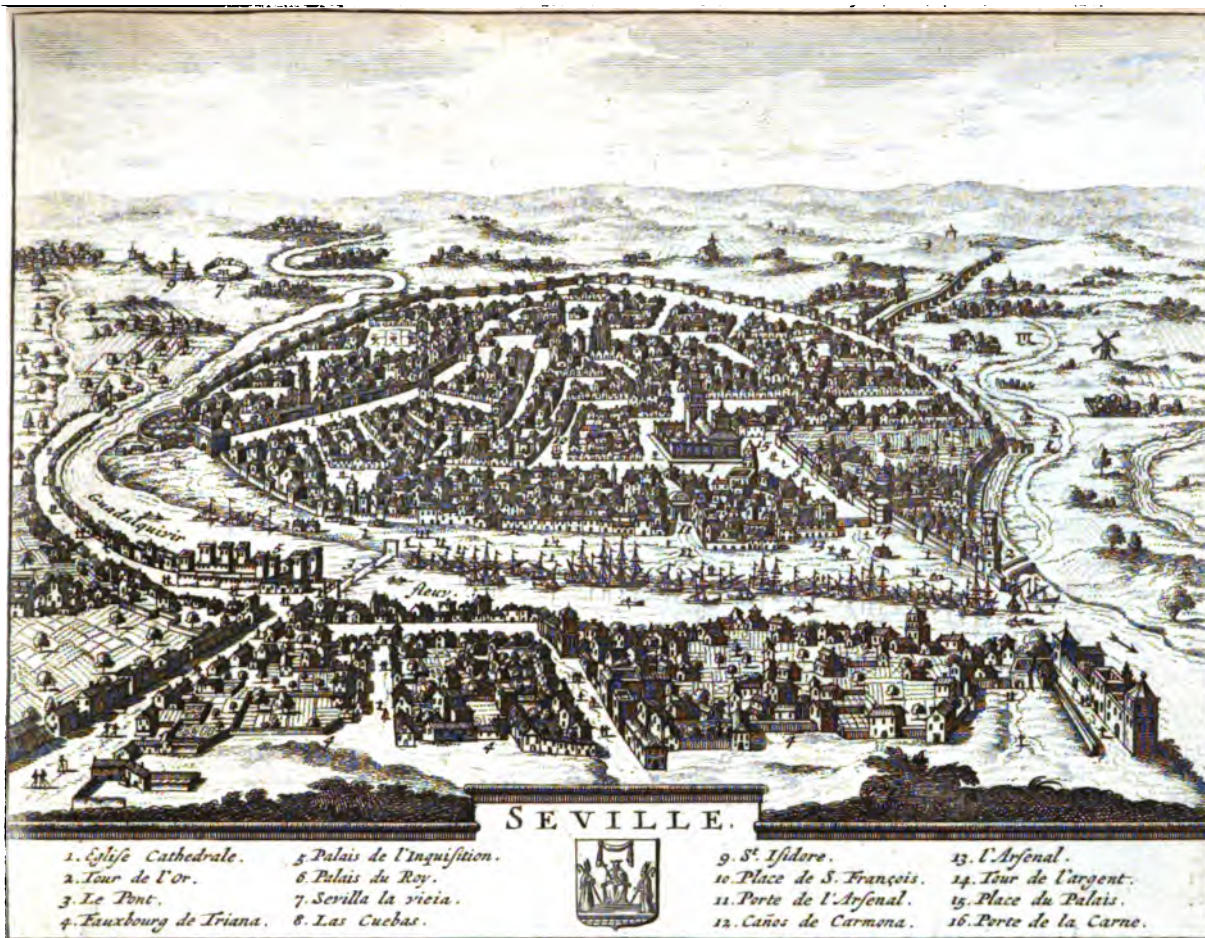 Guadalquivir
fleuv.
SEVILLE.
1. Eglise Cathedrale.
2. Tour de l'Or.
3. Le Pont.
4. Fauxbourg de Triana.
5. Palais de l'Inquisition.
6. Palais du Roy.
7. Sevilla la vieia.
8. Las Cuebas.
9. St. Isidore.
10. Place de S. François.
11. Porte de l'Arsenal.
12. Caños de Carmona.
13. l'Arsenal.
14. Tour de l'argent.
15. Place du Palais.
16. Porte de la Carne.